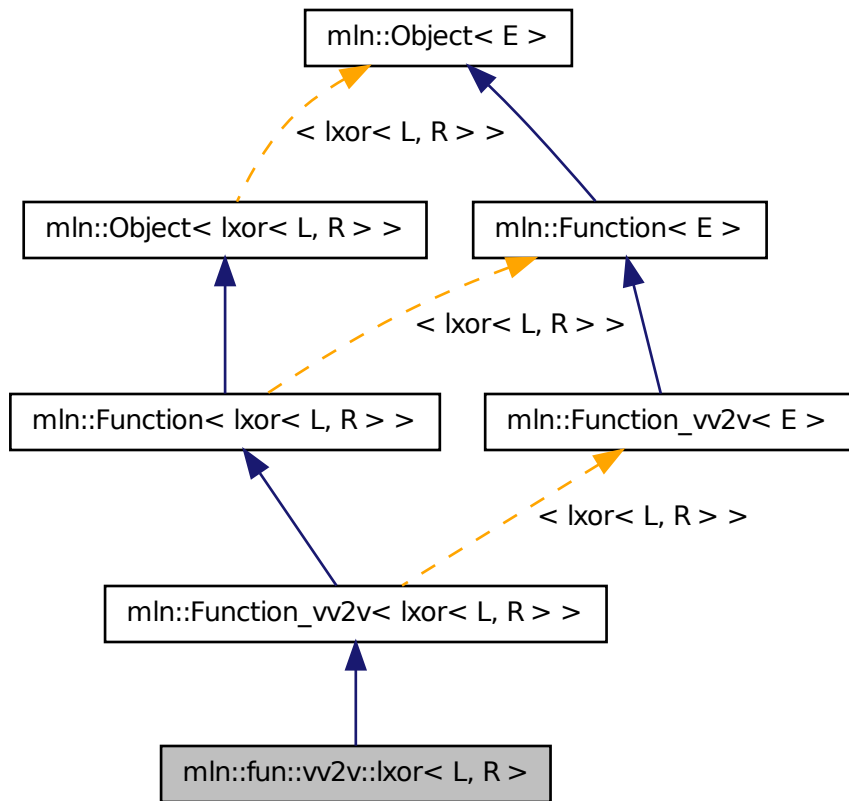 mln::Object< E >
< lxor< L, R > >
mln::Object< lxor< L, R > >
mln::Function< E >
< lxor< L, R > >
mln::Function< lxor< L, R > >
mln::Function_vv2v< E >
< lxor< L, R > >
mln::Function_vv2v< lxor< L, R > >
mln::fun::vv2v::lxor< L, R >